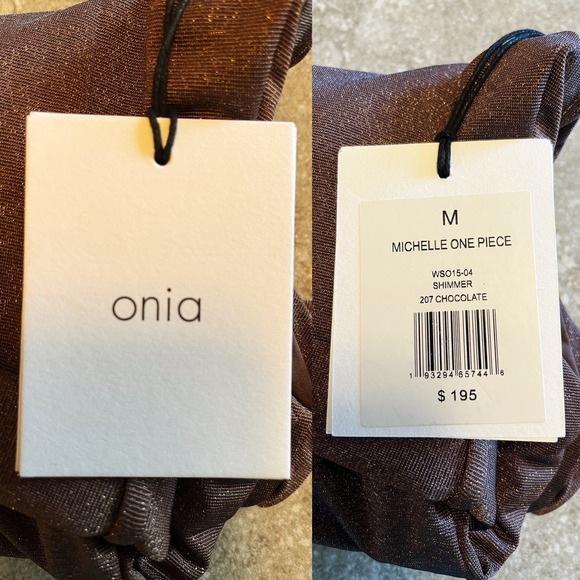 onia
M
MICHELLE ONE PIECE
WSO15-04
SHIMMER
207 CHOCOLATE
1 93294 65744 6
$ 195